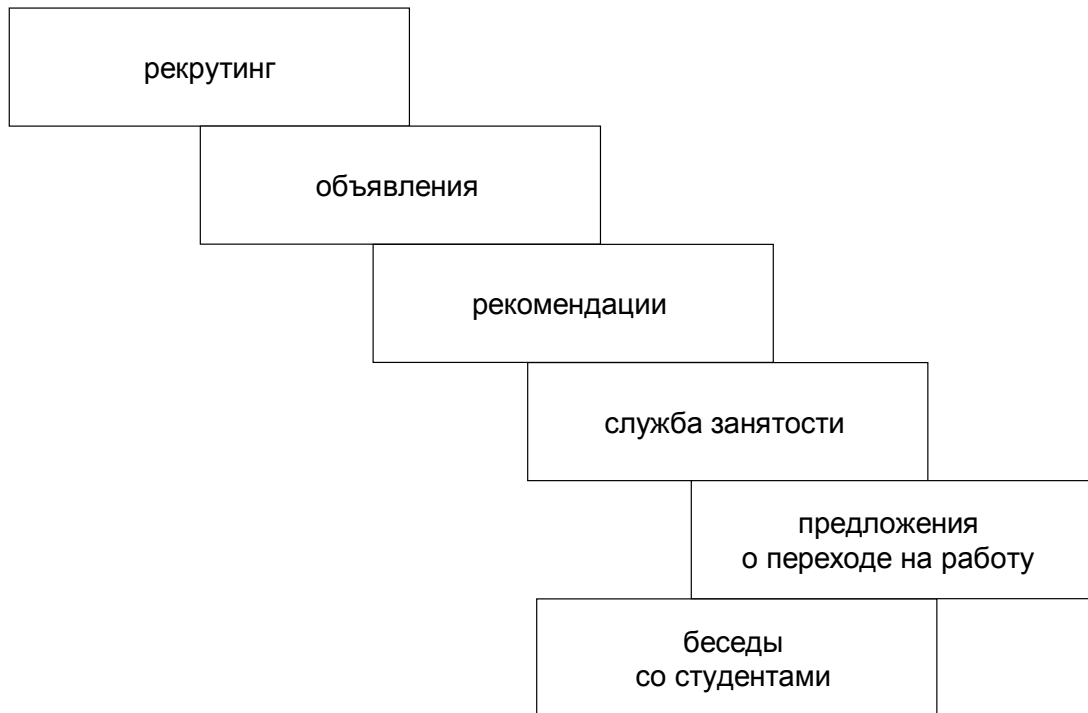 рекрутинг
объявления
рекомендации
служба занятости
предложения
о переходе на работу
беседы
со студентами